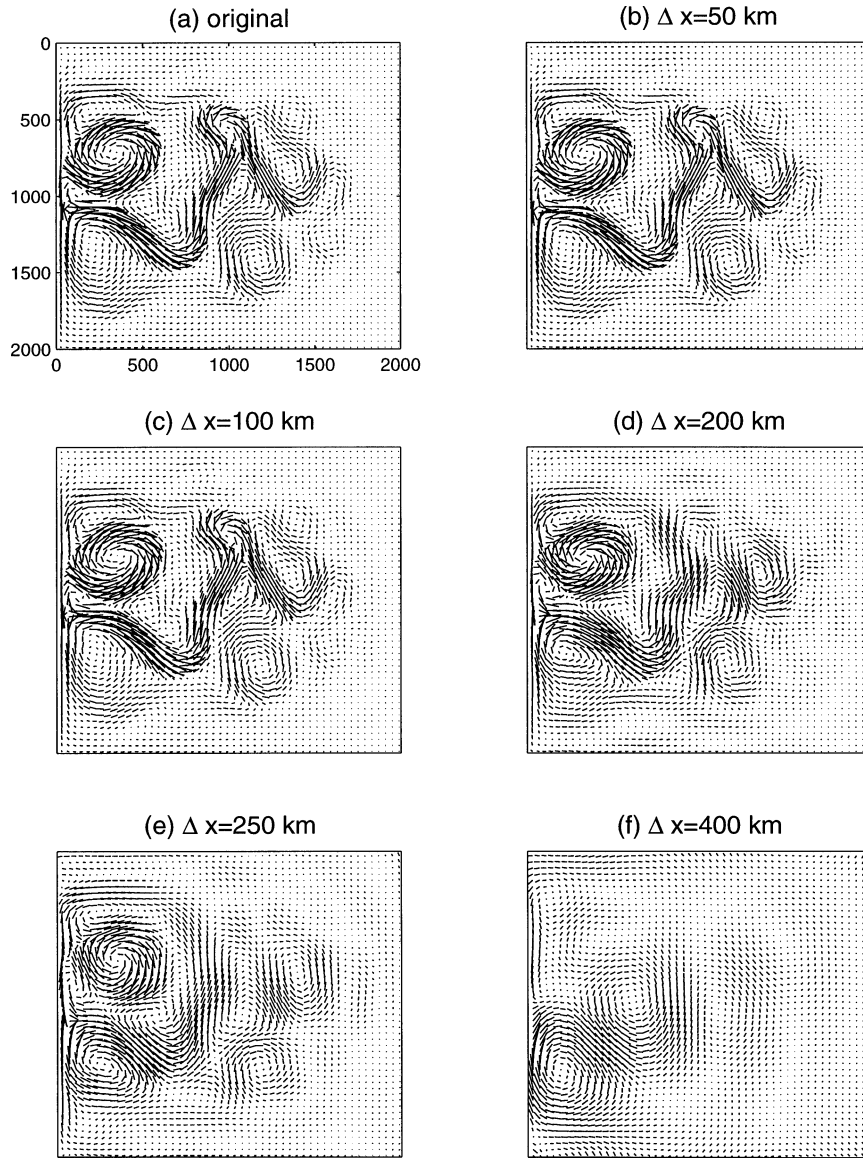 (a) original
(b) Δ x=50 km
0
500
1000
1500
2000
0 500 1000 1500 2000
(c) Δ x=100 km
(d) Δ x=200 km
(e) Δ x=250 km
(f) Δ x=400 km